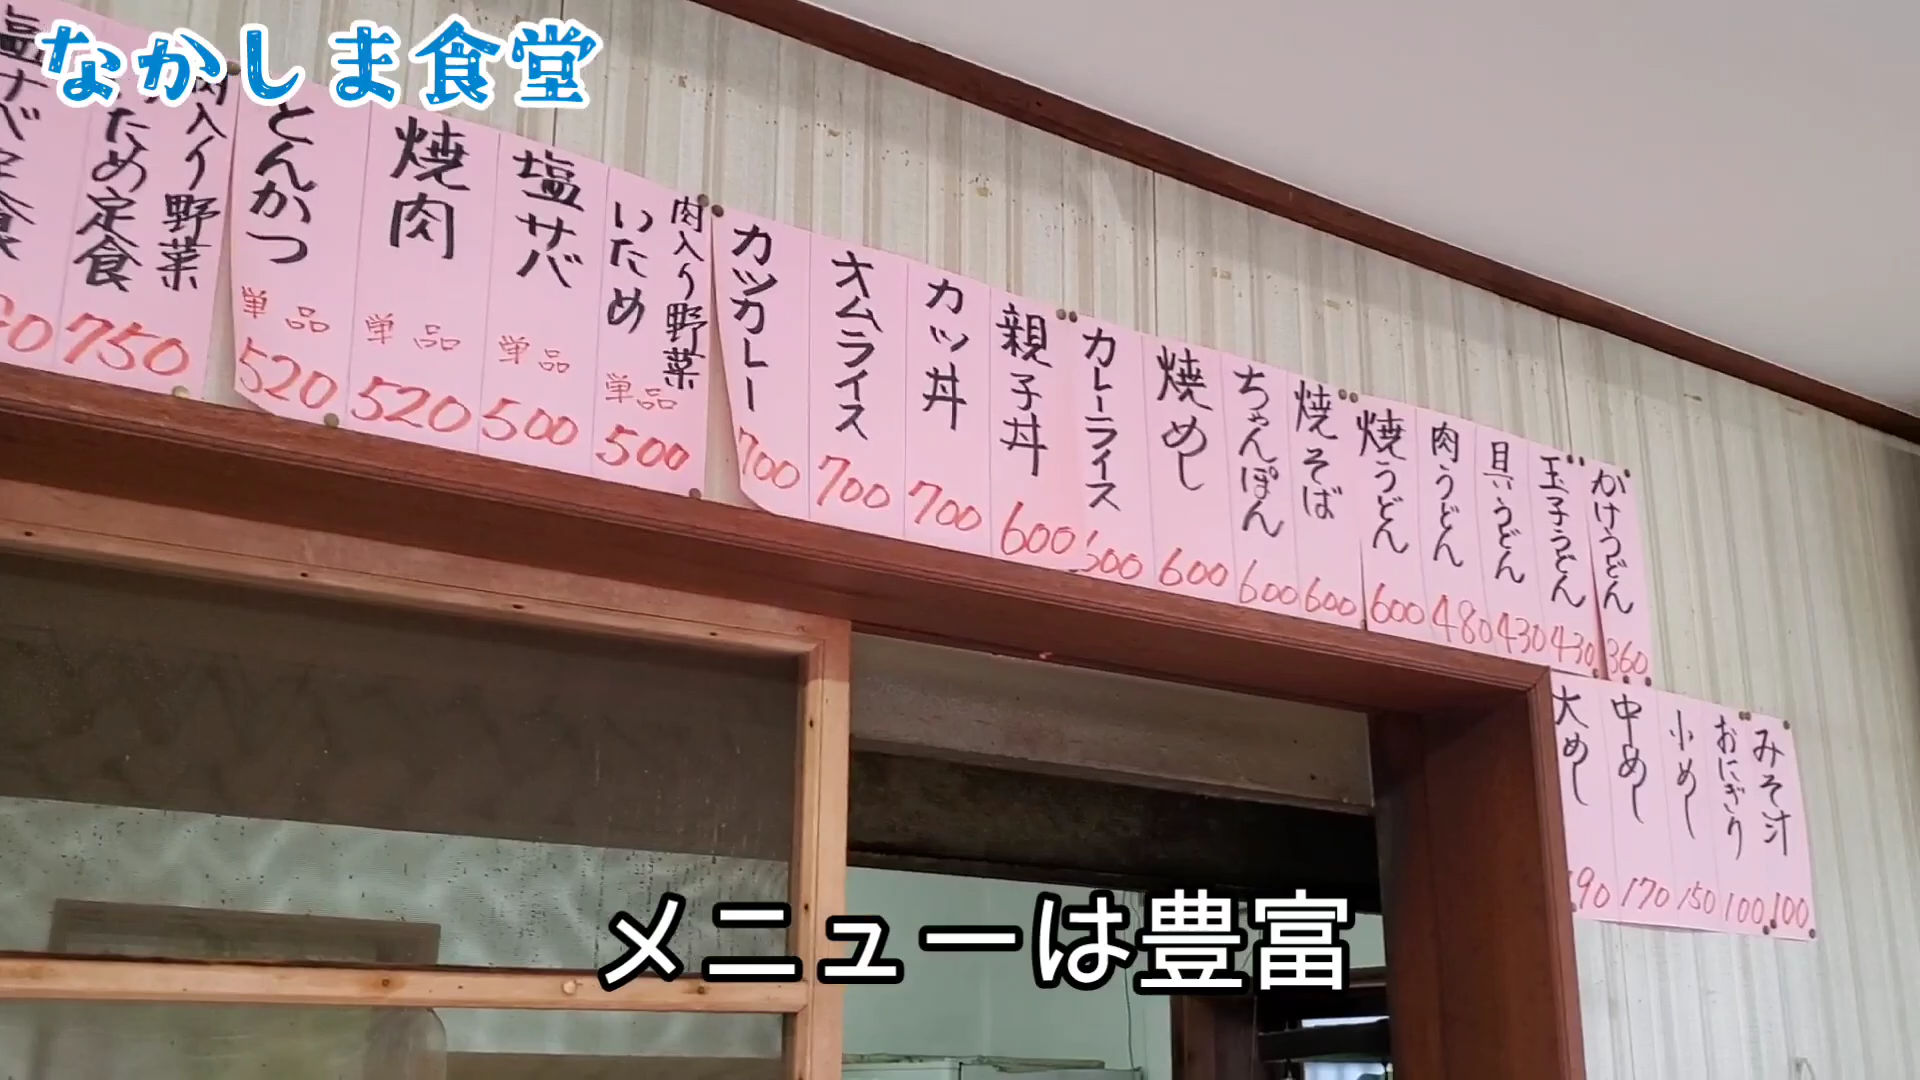 なかしま食堂
塩サバ定食
肉入り野菜
いため定食
750
とんかつ
単品
520
焼肉
単品
520
塩サバ
単品
500
肉入り野菜
いため
単品
500
カツカレー
700
オムライス
700
カツ丼
700
親子丼
600
カレーライス
600
焼めし
600
ちゃんぽん
600
焼そば
600
焼うどん
600
肉うどん
480
具うどん
430
玉子うどん
430
かけうどん
360
大めし
190
中めし
170
小めし
150
おにぎり
100
みそ汁
100
メニューは豊富